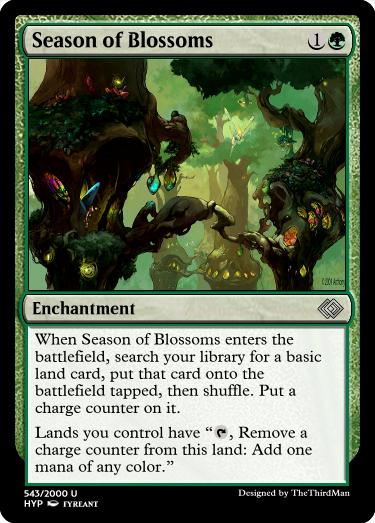 Season of Blossoms 1
Enchantment
When Season of Blossoms enters the
battlefield, search your library for a basic
land card, put that card onto the
battlefield tapped, then shuffle. Put a
charge counter on it.
Lands you control have “, Remove a
charge counter from this land: Add one
mana of any color.”
543/2000 U
HYP FYREANT
Designed by TheThirdMan